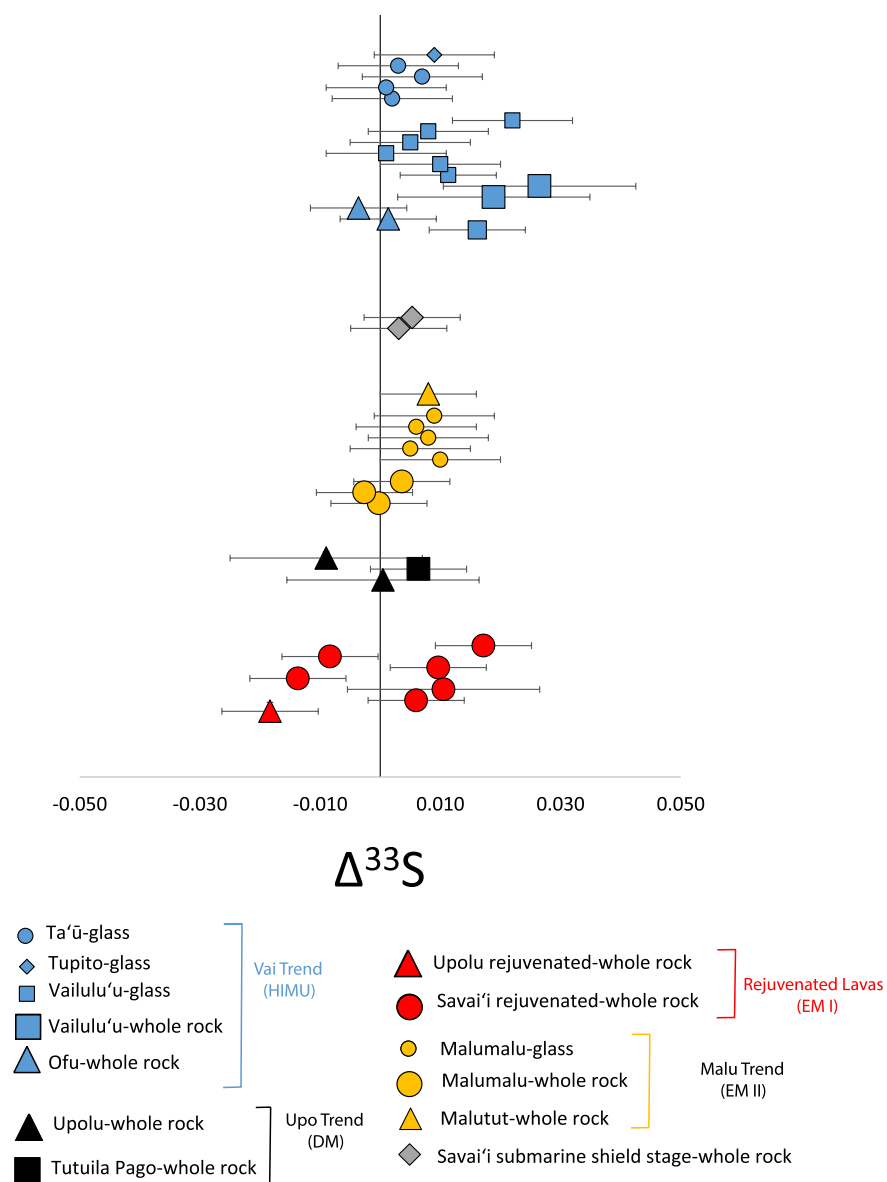 -0.050 -0.030 -0.010 0.010 0.030 0.050
Δ³³S
Ta‘ū-glass
Tupito-glass
Vailulu‘u-glass
Vailulu‘u-whole rock
Ofu-whole rock
Vai Trend
(HIMU)
Upolu-whole rock
Tutuila Pago-whole rock
Upo Trend
(DM)
Upolu rejuvenated-whole rock
Savai‘i rejuvenated-whole rock
Rejuvenated Lavas
(EM I)
Malumalu-glass
Malumalu-whole rock
Malutut-whole rock
Malu Trend
(EM II)
Savai‘i submarine shield stage-whole rock